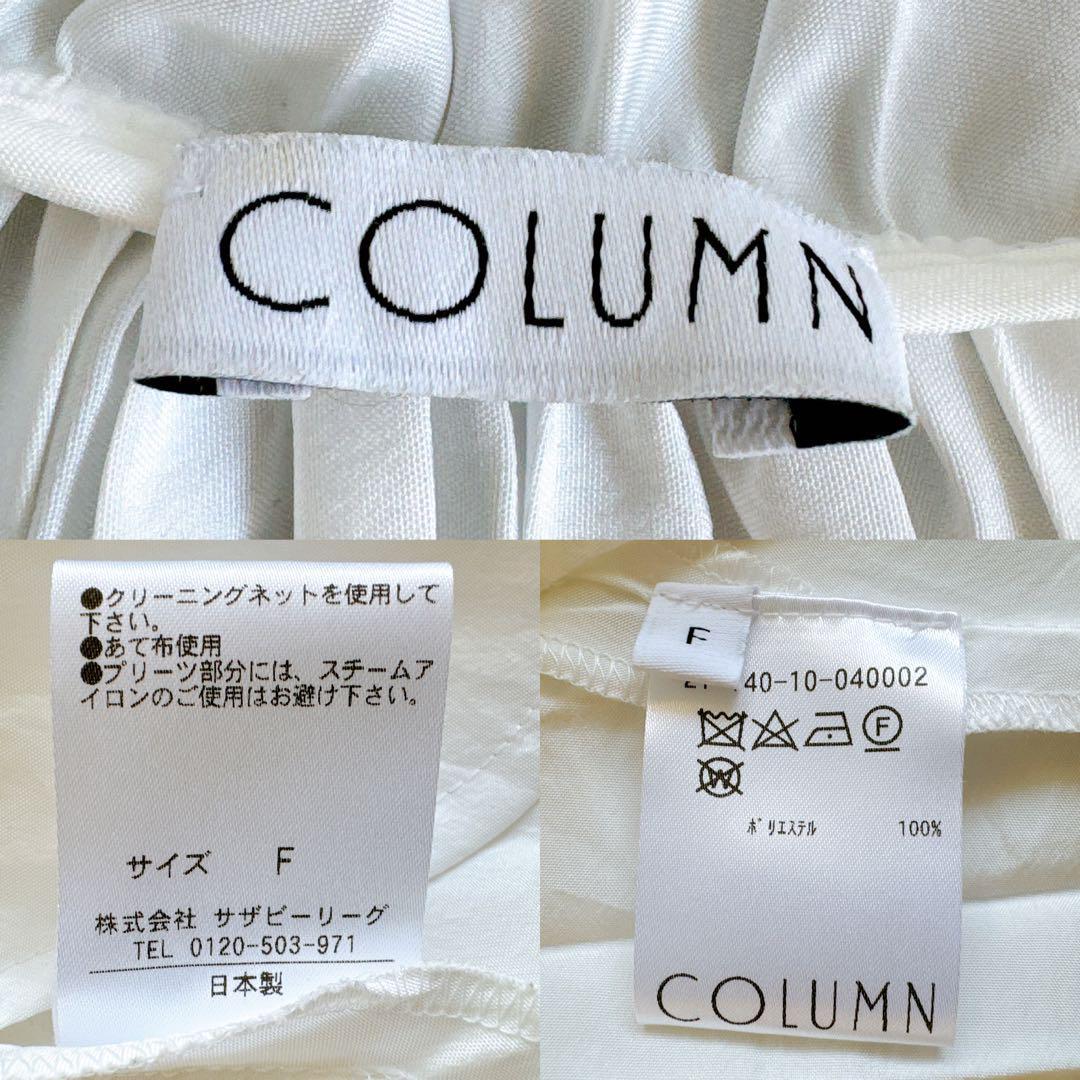 COLUMN
●クリーニングネットを使用して
下さい。
●あて布使用
●プリーツ部分には、スチームア
イロンのご使用はお避け下さい。
サイズ F
株式会社 サザビーリーグ
TEL 0120-503-971
日本製
F
40-10-040002
F
W
ポリエステル 100%
COLUMN